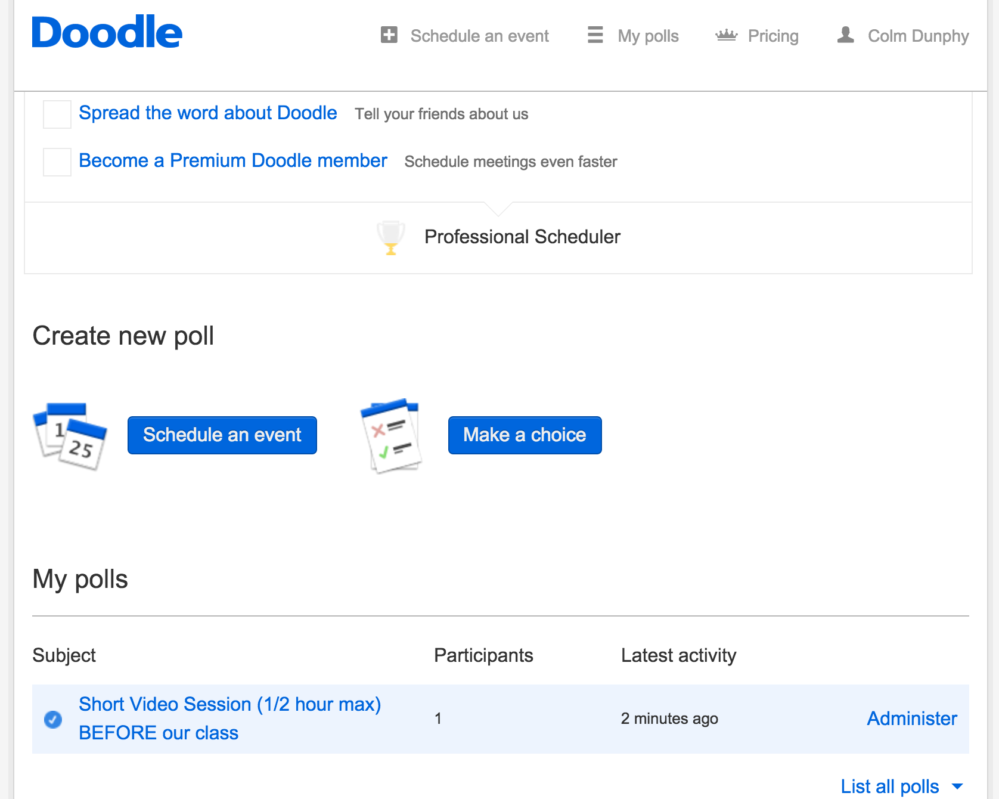 Doodle
Schedule an event
My polls
Pricing
Colm Dunphy
Spread the word about Doodle Tell your friends about us
Become a Premium Doodle member Schedule meetings even faster
Professional Scheduler
Create new poll
1
25
Schedule an event
Make a choice
My polls
Subject Participants Latest activity
Short Video Session (1/2 hour max)
BEFORE our class
1
2 minutes ago
Administer
List all polls